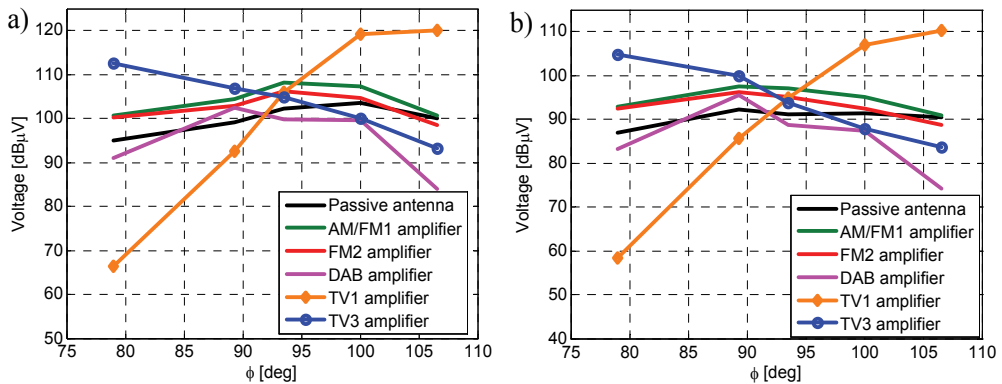 a)
Voltage [dBµV]
120
110
100
90
80
70
60
50
75 80 85 90 95 100 105 110
ϕ [deg]
Passive antenna
AM/FM1 amplifier
FM2 amplifier
DAB amplifier
TV1 amplifier
TV3 amplifier
b)
Voltage [dBµV]
110
100
90
80
70
60
50
40
75 80 85 90 95 100 105 110
ϕ [deg]
Passive antenna
AM/FM1 amplifier
FM2 amplifier
DAB amplifier
TV1 amplifier
TV3 amplifier